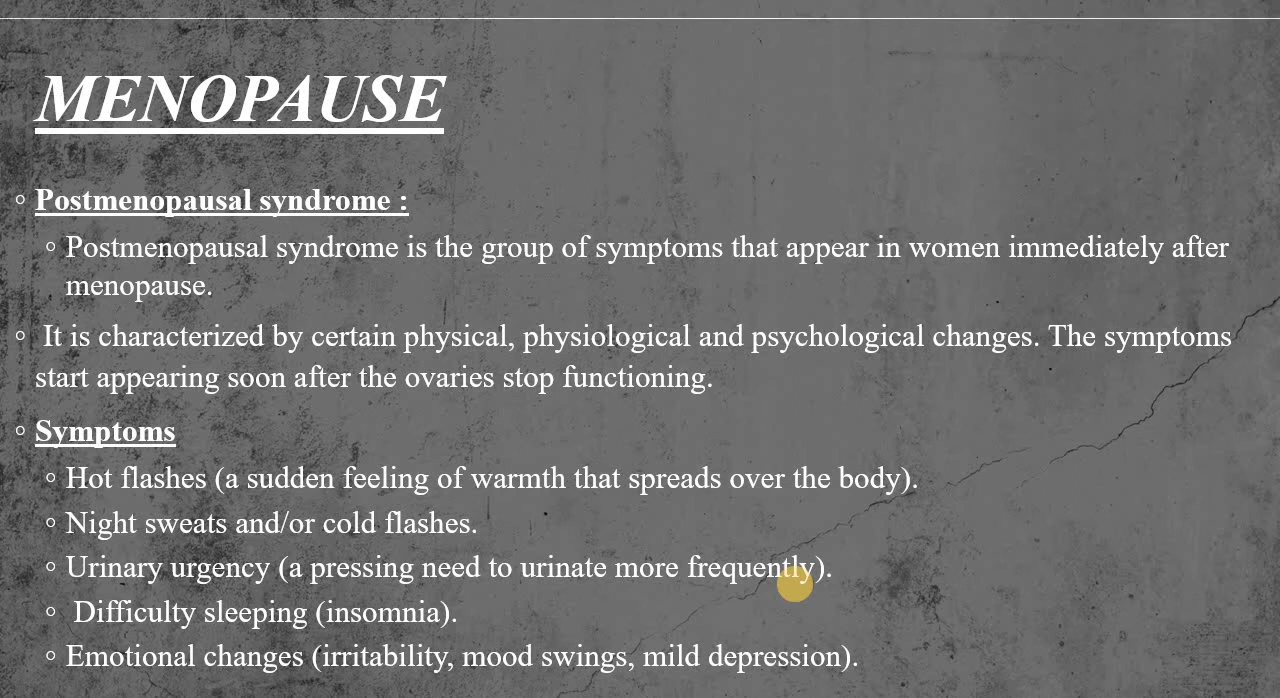 MENOPAUSE
◦ Postmenopausal syndrome :
◦ Postmenopausal syndrome is the group of symptoms that appear in women immediately after
menopause.
◦ It is characterized by certain physical, physiological and psychological changes. The symptoms
start appearing soon after the ovaries stop functioning.
◦ Symptoms
◦ Hot flashes (a sudden feeling of warmth that spreads over the body).
◦ Night sweats and/or cold flashes.
◦ Urinary urgency (a pressing need to urinate more frequently).
◦ Difficulty sleeping (insomnia).
◦ Emotional changes (irritability, mood swings, mild depression).